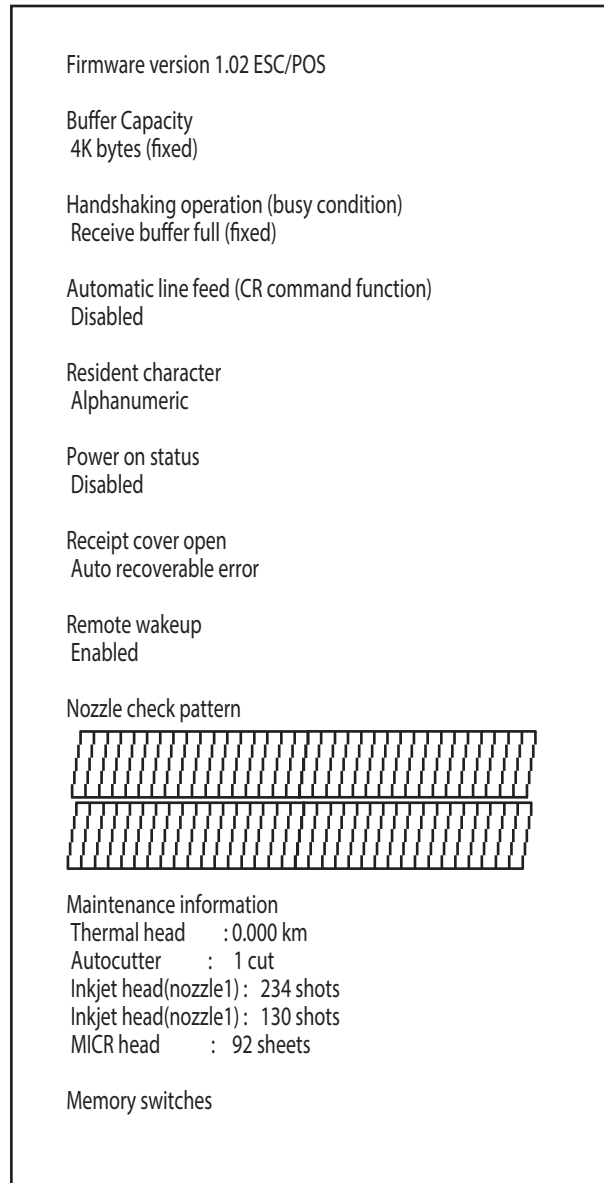 Firmware version 1.02 ESC/POS
Buffer Capacity
4K bytes (fixed)
Handshaking operation (busy condition)
Receive buffer full (fixed)
Automatic line feed (CR command function)
Disabled
Resident character
Alphanumeric
Power on status
Disabled
Receipt cover open
Auto recoverable error
Remote wakeup
Enabled
Nozzle check pattern
Maintenance information
Thermal head : 0.000 km
Autocutter : 1 cut
Inkjet head(nozzle1) : 234 shots
Inkjet head(nozzle1) : 130 shots
MICR head : 92 sheets
Memory switches